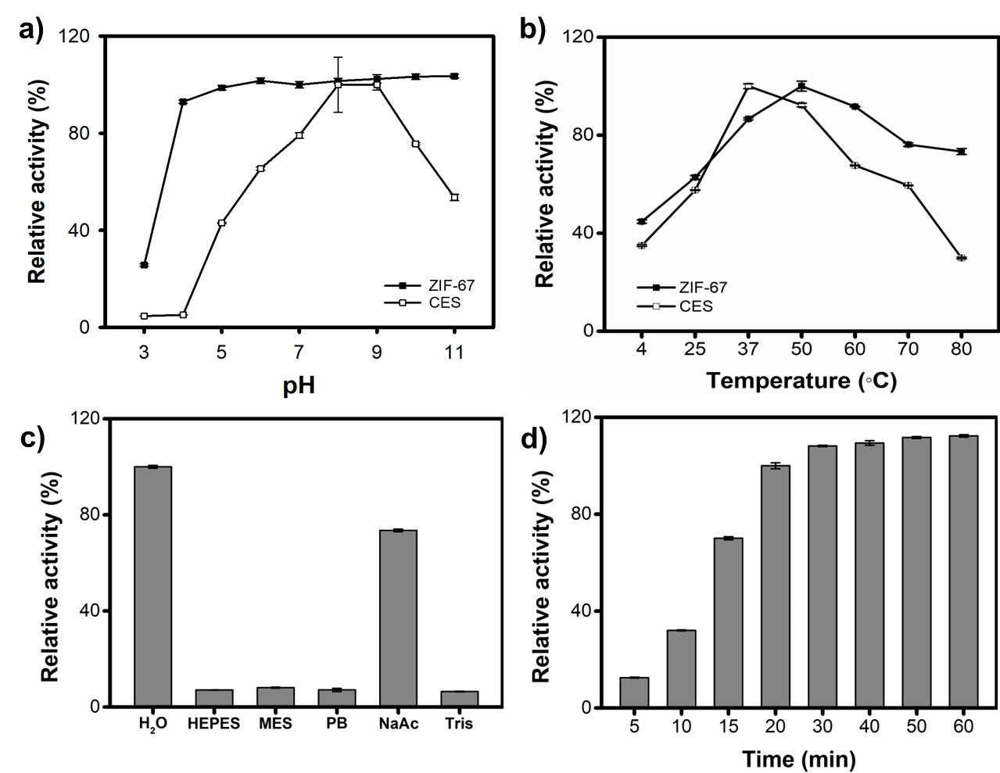 a)
120
80
40
0
Relative activity (%)
ZIF-67
CES
3 5 7 9 11
pH
b)
120
80
40
0
Relative activity (%)
ZIF-67
CES
4 25 37 50 60 70 80
Temperature (◦C)
c)
120
80
40
0
Relative activity (%)
H₂O HEPES MES PB NaAc Tris
d)
120
80
40
0
Relative activity (%)
5 10 15 20 30 40 50 60
Time (min)